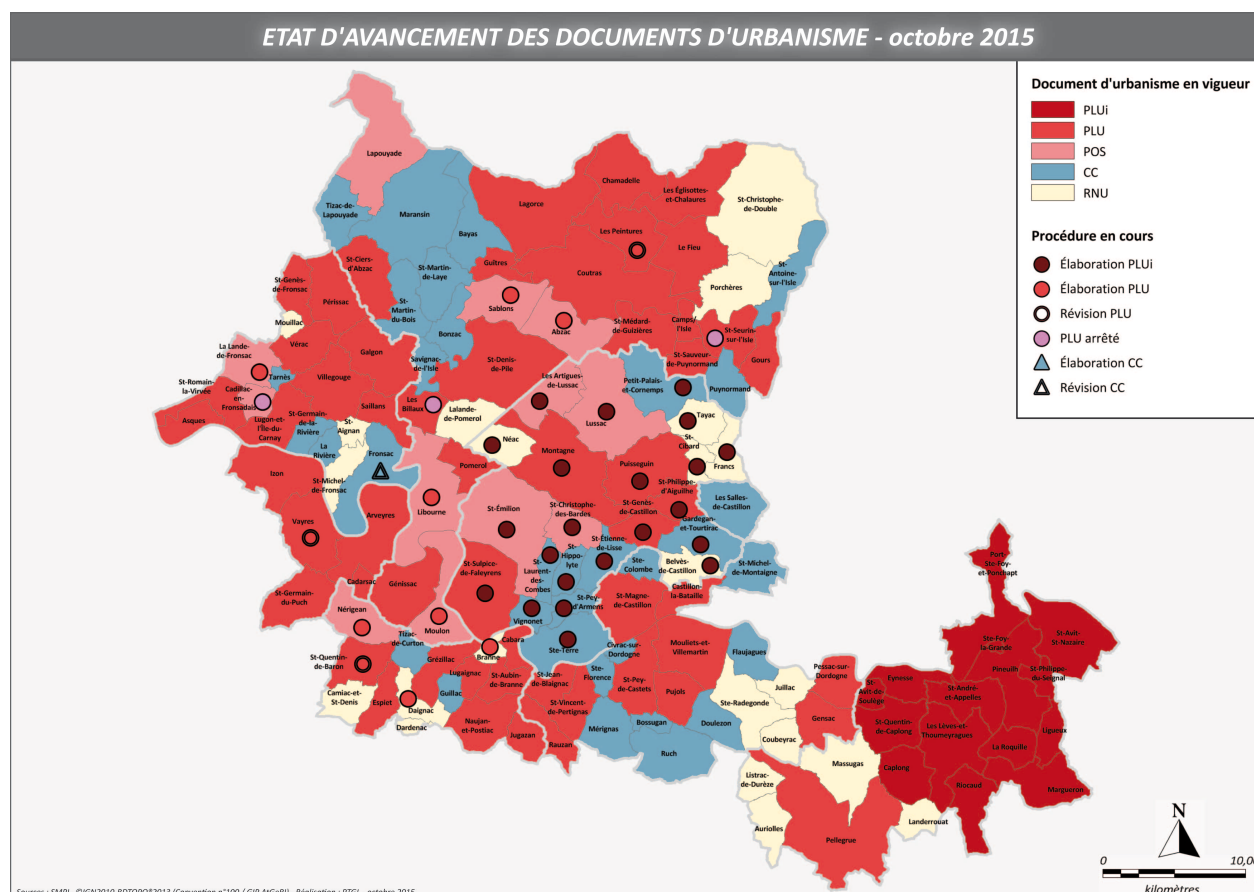 ETAT D'AVANCEMENT DES DOCUMENTS D'URBANISME - octobre 2015
Document d'urbanisme en vigueur
PLUi
PLU
POS
CC
RNU
Procédure en cours
Élaboration PLUi
Élaboration PLU
Révision PLU
PLU arrêté
Élaboration CC
Révision CC
Lapouyade
Chamadelle
Les Églisottes-
et-Chalaures
St-Christophe-
de-Double
Tizac-de-
Lapouyade
Maransin
Lagorce
Bayas
Les Peintures
Le Fieu
St-Ciers-
d'Abzac
Guîtres
Coutras
St-
Antoine-
sur-l'Isle
St-Martin-
de-Laye
Porchères
St-Genès-
de-Fronsac
Périssac
Sablons
Abzac
St-
Martin-
du-Bois
Mouillac
Bonzac
St-Médard-
de-Guizières
Camps/
l'Isle
St-Seurin-
sur-l'Isle
La Lande-
de-Fronsac
Vérac
Galgon
Savignac-
de-l'Isle
St-Denis-
de-Pile
Les Artigues-
de-Lussac
Petit-Palais-
et-Cornemps
St-Sauveur-
de-Puynormand
Gours
Tarnès
Villegouge
Puynormand
St-Romain-
la-Virvée
Cadillac-
en-
Fronsadais
Saillans
Les
Billaux
Lalande-
de-Pomerol
Lussac
Tayac
Asques
Lugon-et-
l'Île-du-
Carnay
St-Germain-
de-la-
Rivière
St-
Aignan
Néac
St-
Cibard
La
Rivière
Fronsac
Montagne
Puisseguin
Francs
Izon
St-Michel-
de-Fronsac
Pomerol
St-Philippe-
d'Aiguilhe
Les Salles-
de-Castillon
Vayres
Arveyres
Libourne
St-Émilion
St-Christophe-
des-Bardes
St-Genès-
de-Castillon
Gardegan-
et-Tourtirac
St-Étienne-
de-Lisse
St-
Hippo-
lyte
Ste-
Colombe
Belvès-
de-Castillon
St-Michel-
de-Montaigne
Port-
Ste-Foy-
et-Ponchapt
St-Germain-
du-Puch
Cadarsac
Génissac
St-Sulpice-
de-Faleyrens
St-
Laurent-
des-
Combes
St-Pey-
d'Armens
Castillon-
la-Bataille
St-Magne-
de-Castillon
Nérigean
Moulon
Vignonet
Ste-Terre
Tizac-
de-Curton
Cabara
Branne
Civrac-sur-
Dordogne
Mouliets-et-
Villemartin
Flaujagues
Ste-Foy-
la-Grande
St-Avit-
St-Nazaire
St-Quentin-
de-Baron
Grézillac
Lugaignac
St-Aubin-
de-Branne
St-Jean-
de-Blaignac
Ste-
Florence
St-Pey-
de-Castets
Pujols
Juillac
Pessac-sur-
Dordogne
Eynesse
Pineuilh
St-Philippe-
du-Seignal
Camiac-et-
St-Denis
Espiet
Guillac
St-Vincent-
de-Pertignas
Ste-Radegonde
Gensac
St-
Avit-de-
Soulège
St-André-
et-Appelles
Daignac
Naujan-
et-Postiac
Mérignas
Bossugan
Doulezon
Coubeyrac
St-Quentin-
de-Caplong
Les Lèves-et-
Thoumeyragues
Ligueux
Dardenac
Jugazan
Rauzan
Ruch
Massugas
Caplong
La Roquille
Listrac-
de-Durèze
Riocaud
Margueron
Auriolles
Pellegrue
Landerrouat
N
0 10,00
kilomètres